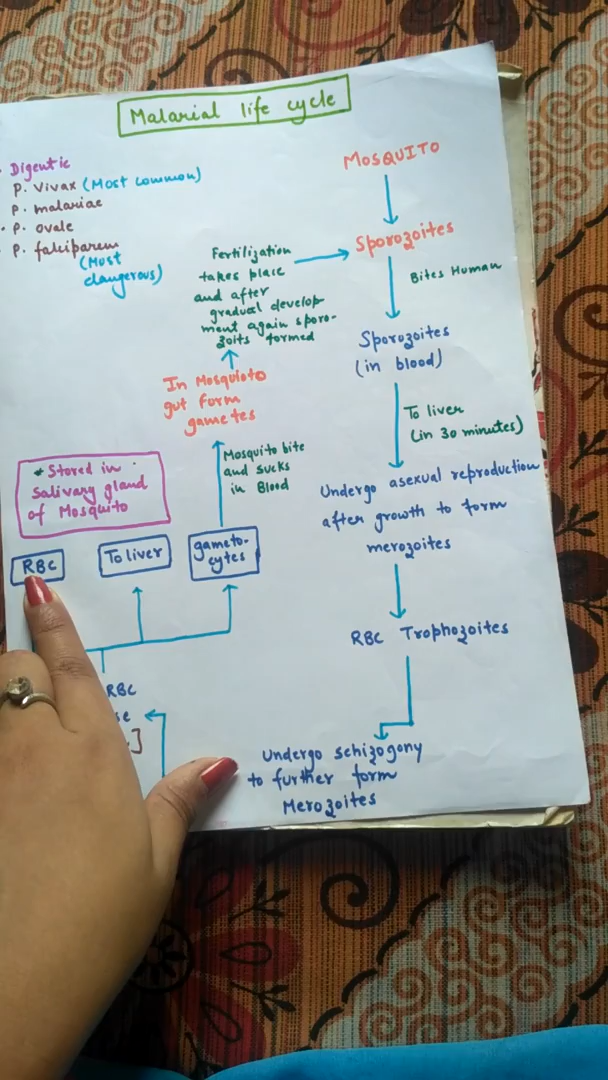 Malarial life cycle
Digentic
P. Vivax (Most common)
P. malariae
P. ovale
P. falciparum
(Most
dangerous)
MOSQUITO
Sporozoites
Bites Human
Sporozoites
(in blood)
To liver
(in 30 minutes)
Undergo asexual reproduction
after growth to form
merozoites
RBC Trophozoites
Undergo schizogony
to further form
Merozoites
RBC
se
]
RBC
To liver
gameto-
cytes
Mosquito bite
and sucks
in Blood
In Mosquioto
gut form
gametes
Fertilization
takes place
and after
gradual develop
ment again sporo-
zoits formed
* Stored in
Salivary gland
of Mosquito